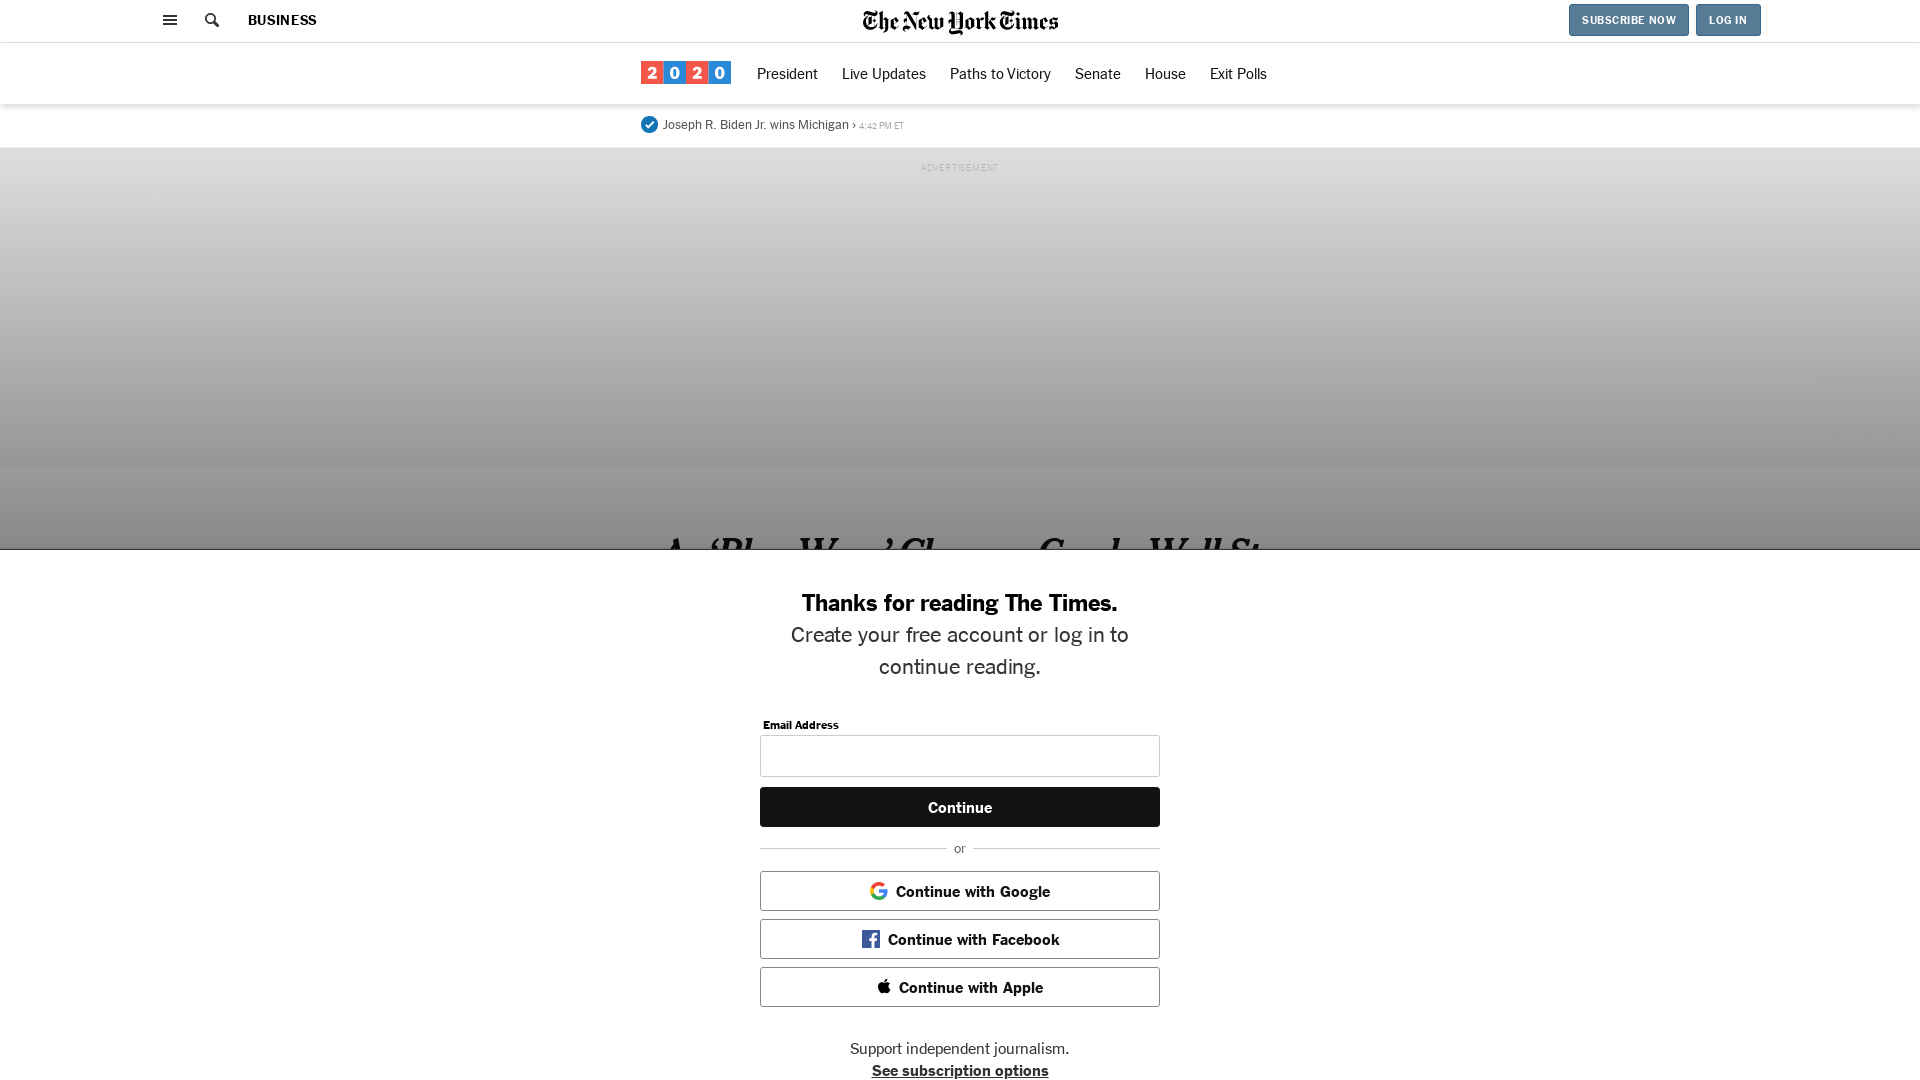 BUSINESS
The New York Times
SUBSCRIBE NOW
LOG IN
2020
President
Live Updates
Paths to Victory
Senate
House
Exit Polls
Joseph R. Biden Jr. wins Michigan › 4:42 PM ET
ADVERTISEMENT
Thanks for reading The Times.
Create your free account or log in to
continue reading.
Email Address
Continue
or
Continue with Google
Continue with Facebook
Continue with Apple
Support independent journalism.
See subscription options